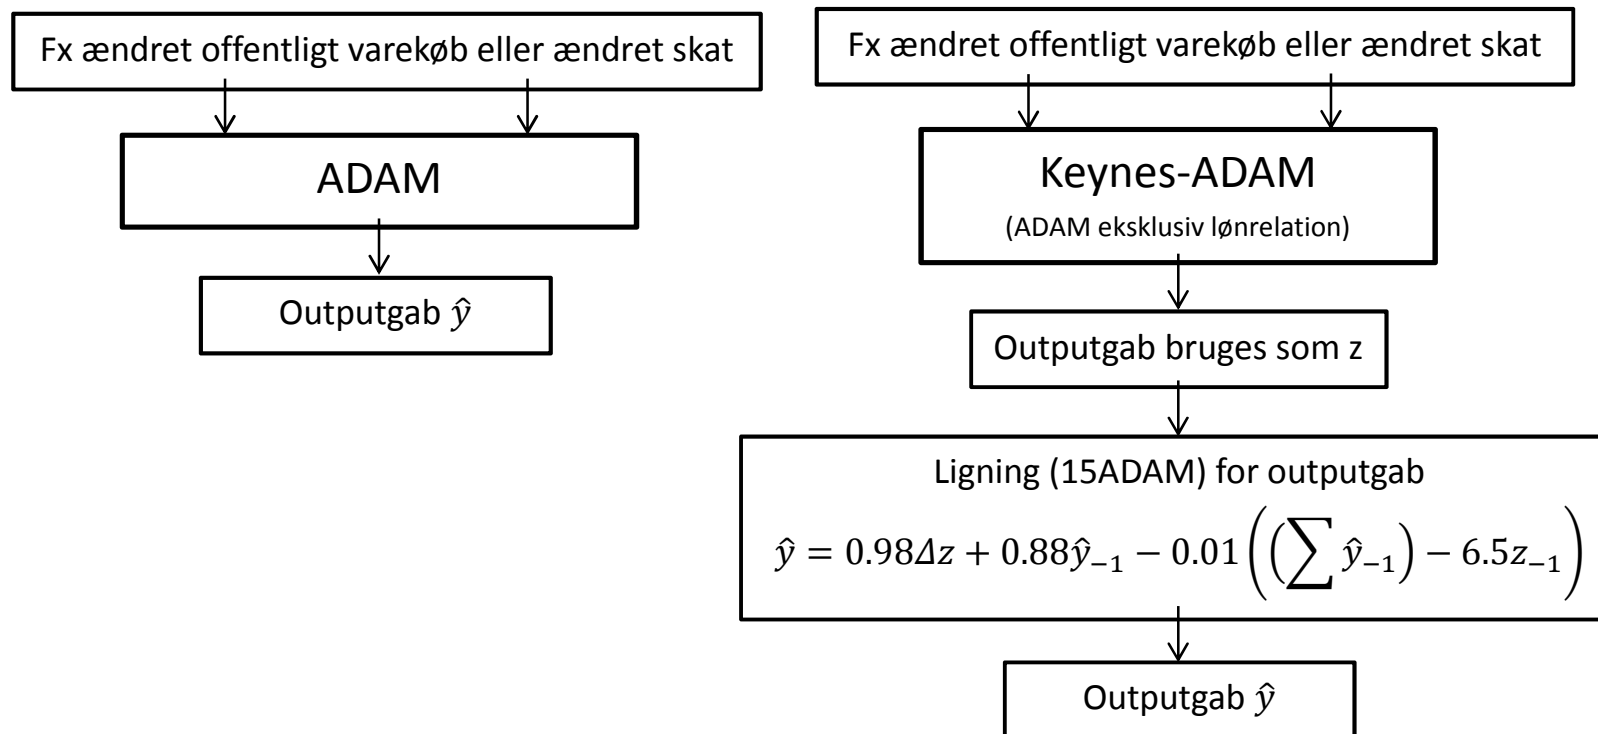 Fx ændret offentligt varekøb eller ændret skat
ADAM
Outputgab ŷ
Fx ændret offentligt varekøb eller ændret skat
Keynes-ADAM
(ADAM eksklusiv lønrelation)
Outputgab bruges som z
Ligning (15ADAM) for outputgab
ŷ = 0.98Δz + 0.88ŷ₋₁ − 0.01((∑ ŷ₋₁) − 6.5z₋₁)
Outputgab ŷ